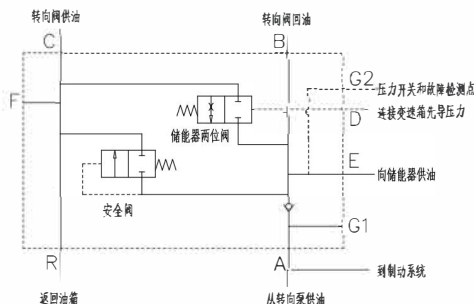 转向阀供油
转向阀回油
C
B
G2
压力开关和故障检测点
F
D
连接变速箱先导压力
储能器两位阀
E
向储能器供油
安全阀
G1
R
A
到制动系统
返回油箱
从转向泵供油